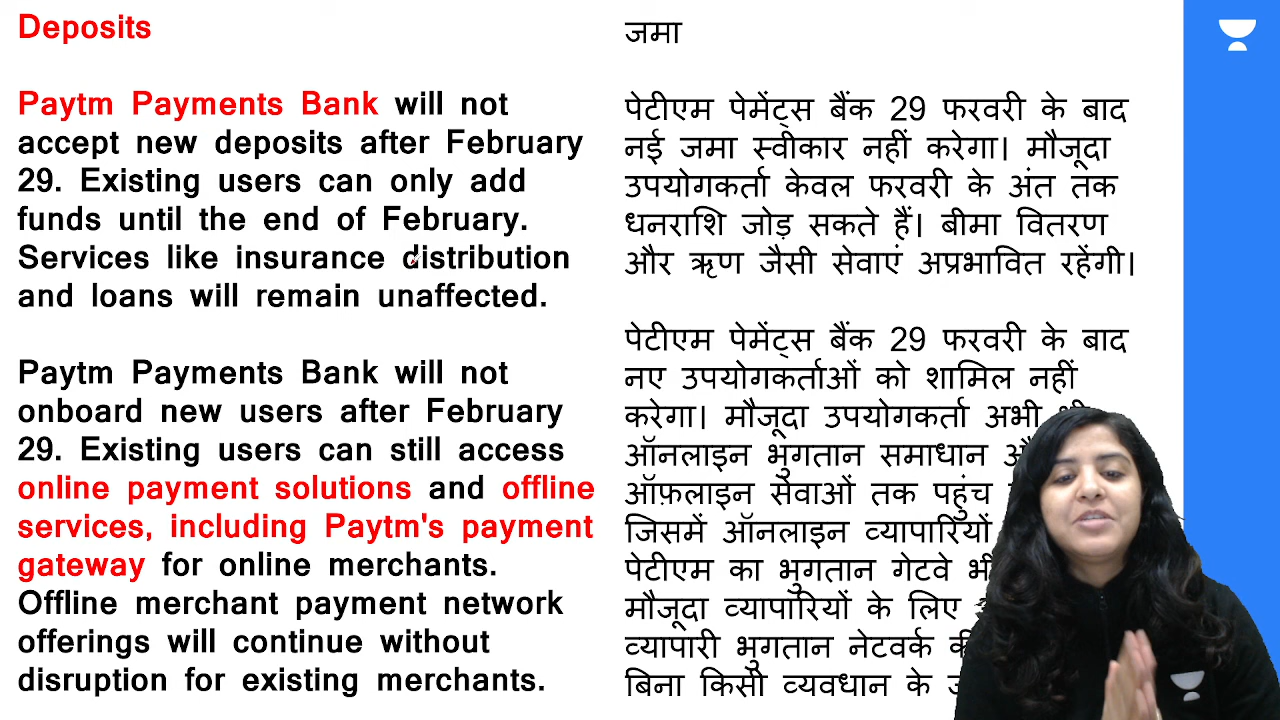 Deposits
Paytm Payments Bank will not
accept new deposits after February
29. Existing users can only add
funds until the end of February.
Services like insurance distribution
and loans will remain unaffected.
Paytm Payments Bank will not
onboard new users after February
29. Existing users can still access
online payment solutions and offline
services, including Paytm's payment
gateway for online merchants.
Offline merchant payment network
offerings will continue without
disruption for existing merchants.
जमा
पेटीएम पेमेंट्स बैंक 29 फरवरी के बाद
नई जमा स्वीकार नहीं करेगा। मौजूदा
उपयोगकर्ता केवल फरवरी के अंत तक
धनराशि जोड़ सकते हैं। बीमा वितरण
और ऋण जैसी सेवाएं अप्रभावित रहेंगी।
पेटीएम पेमेंट्स बैंक 29 फरवरी के बाद
नए उपयोगकर्ताओं को शामिल नहीं
करेगा। मौजूदा उपयोगकर्ता अभी
ऑनलाइन भुगतान समाधान
ऑफ़लाइन सेवाओं तक पहुंच
जिसमें ऑनलाइन व्यापारियों
पेटीएम का भुगतान गेटवे
मौजूदा व्यापारियों के लिए
व्यापारी भुगतान नेटवर्क
बिना किसी व्यवधान के